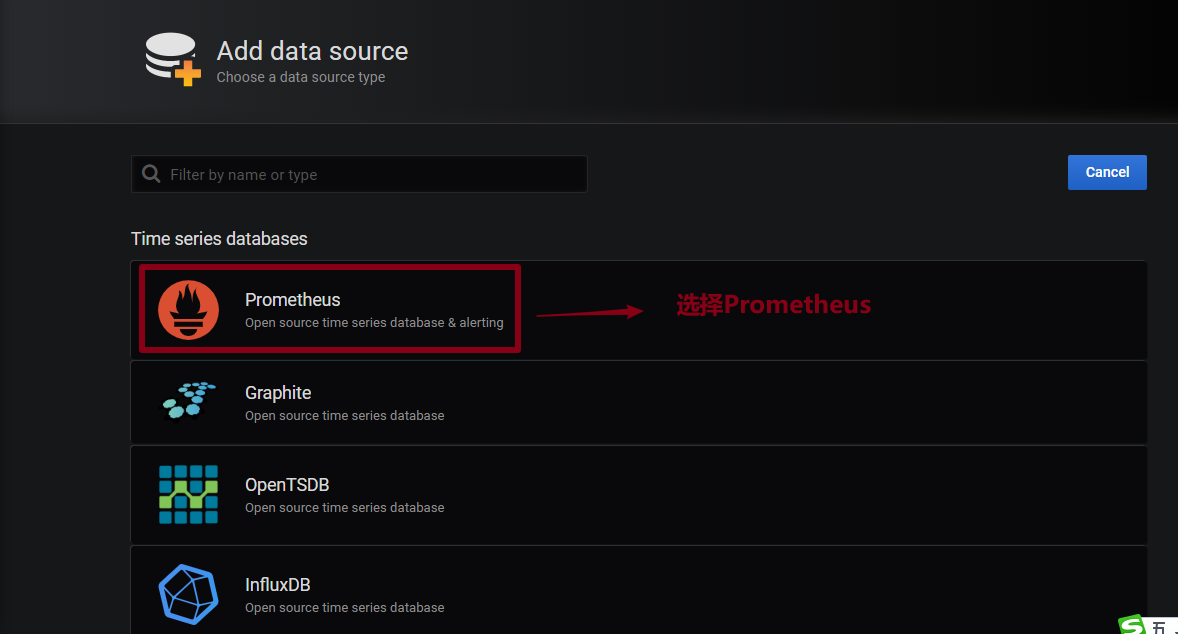 Add data source
Choose a data source type
Filter by name or type
Cancel
Time series databases
Prometheus
Open source time series database & alerting
选择Prometheus
Graphite
Open source time series database
OpenTSDB
Open source time series database
InfluxDB
Open source time series database
五